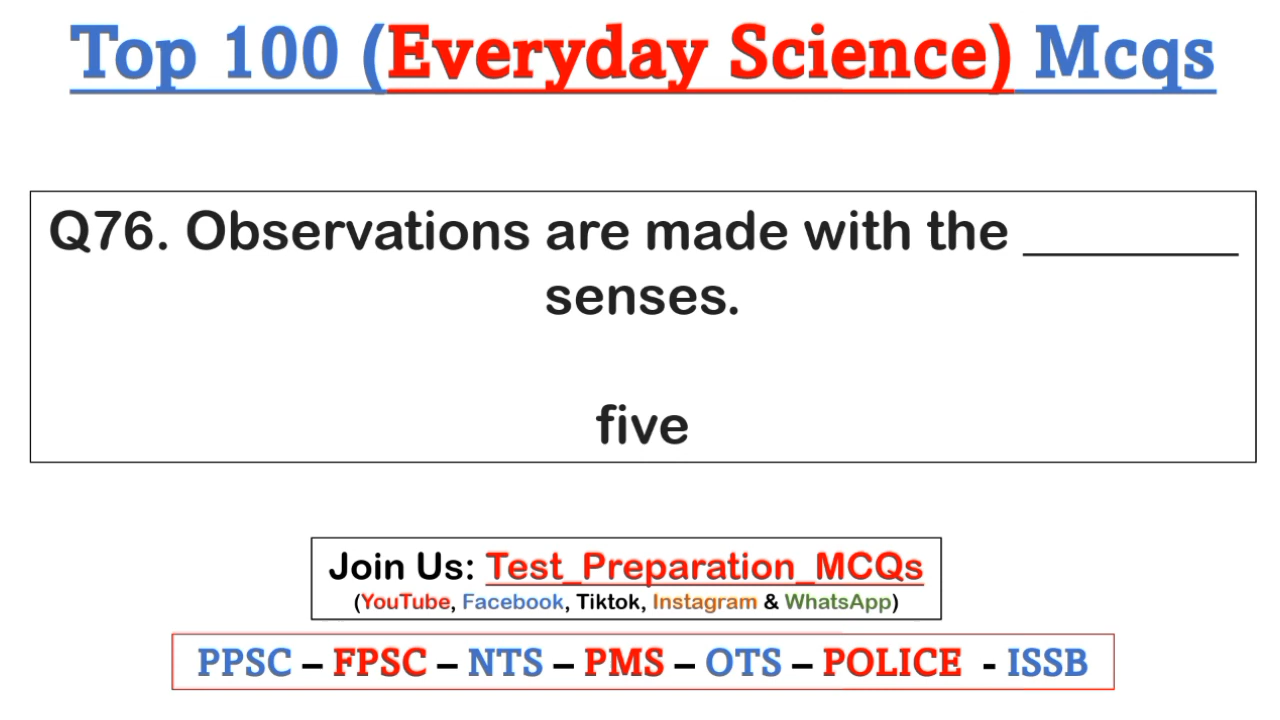 Top 100 (Everyday Science) Mcqs
Q76. Observations are made with the ________
senses.
five
Join Us: Test_Preparation_MCQs
(YouTube, Facebook, Tiktok, Instagram & WhatsApp)
PPSC – FPSC – NTS – PMS – OTS – POLICE - ISSB